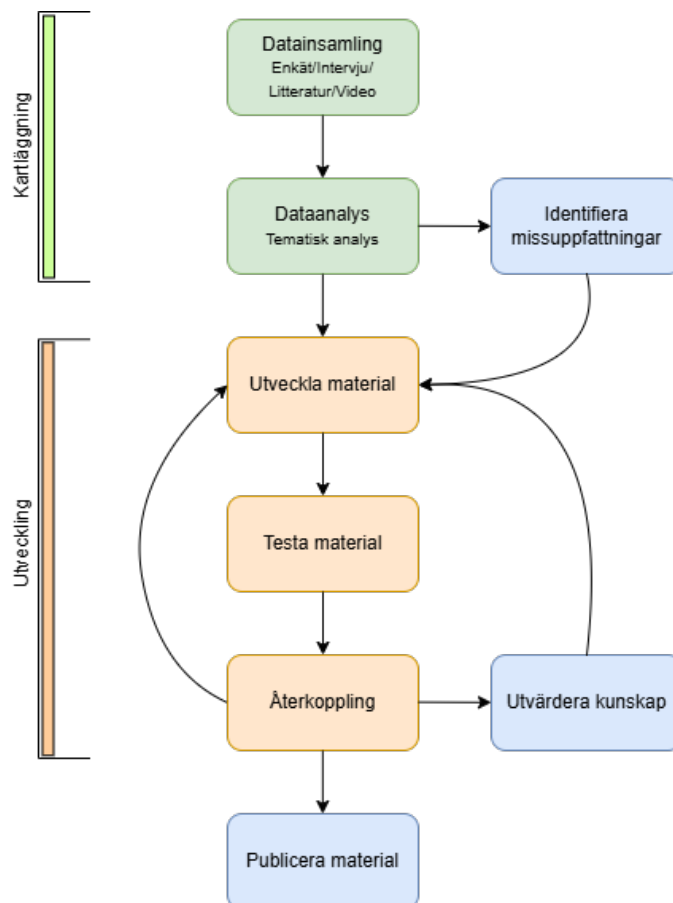 Kartläggning
Datainsamling
Enkät/Intervju/
Litteratur/Video
Dataanalys
Tematisk analys
Identifiera
missuppfattningar
Utveckling
Utveckla material
Testa material
Återkoppling
Utvärdera kunskap
Publicera material